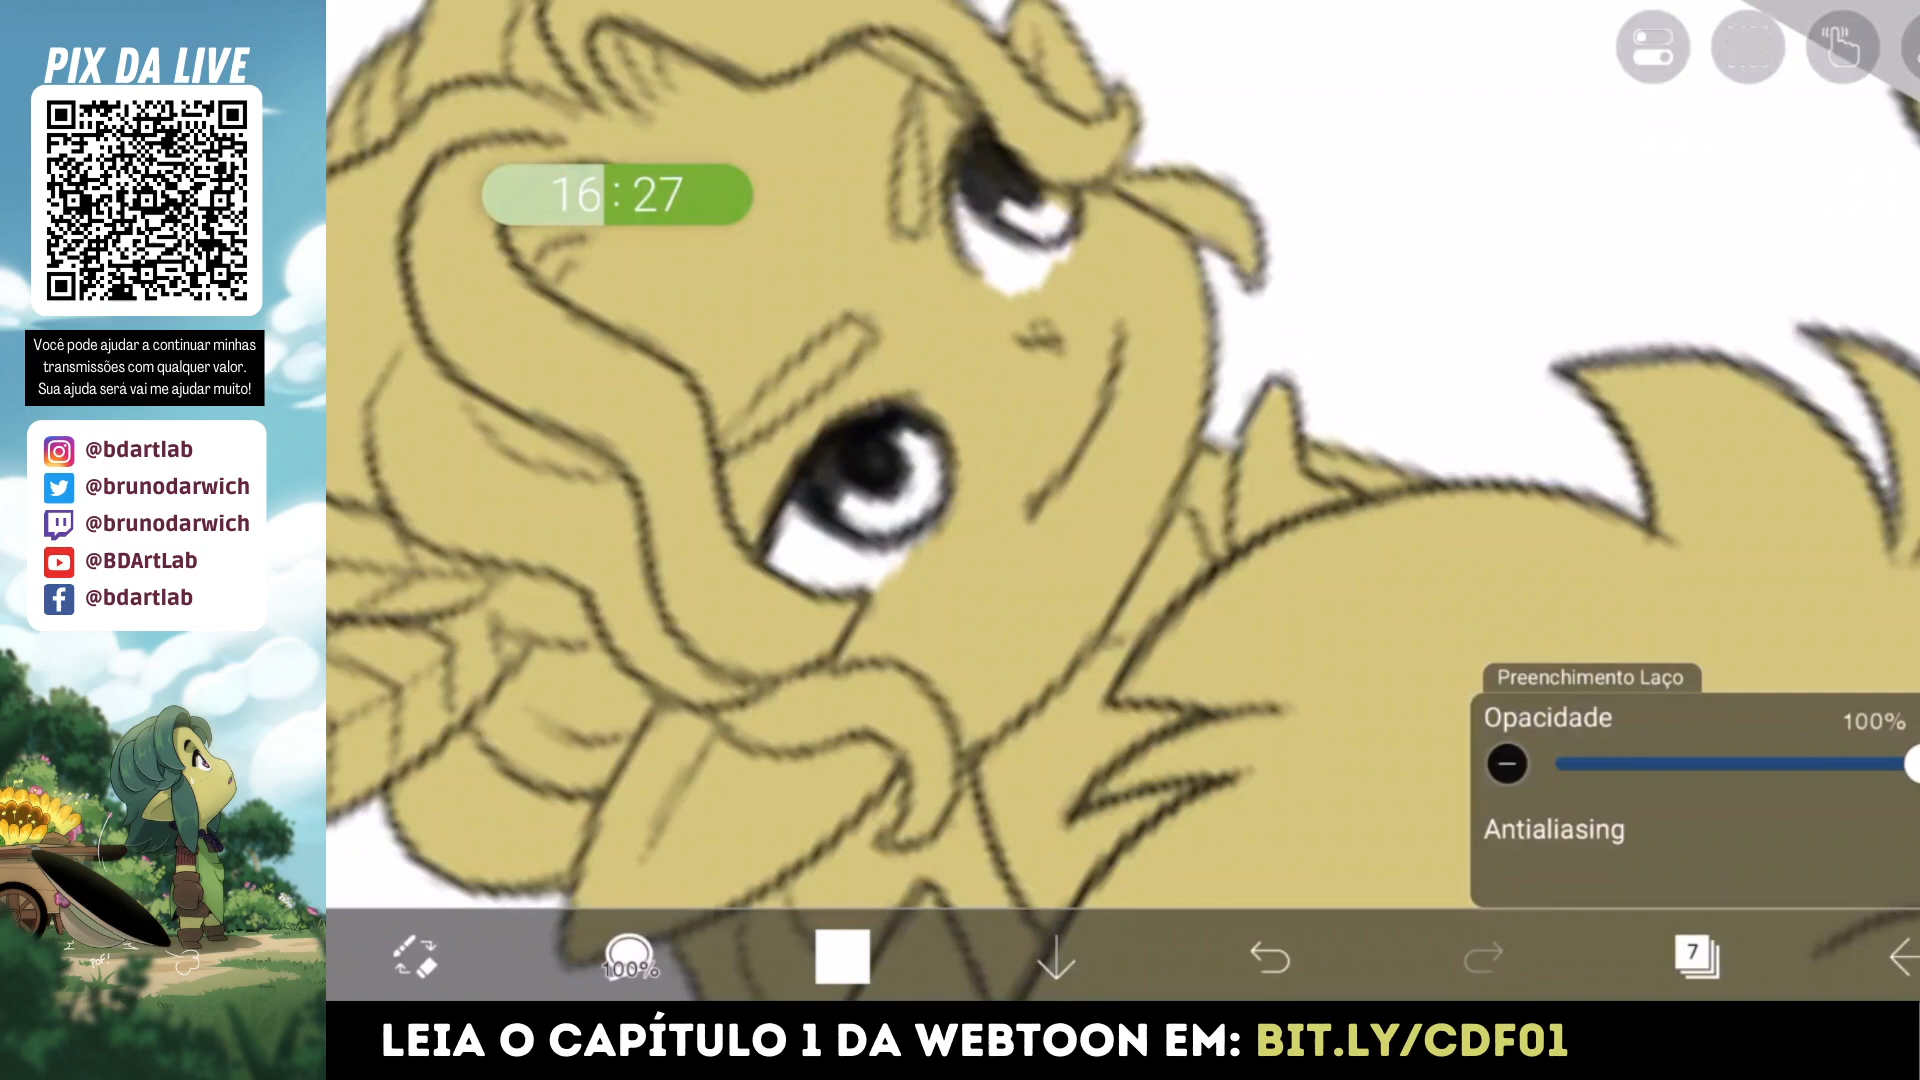 PIX DA LIVE
Você pode ajudar a continuar minhas
transmissões com qualquer valor.
Sua ajuda será vai me ajudar muito!
@bdartlab
@brunodarwich
@brunodarwich
@BDArtLab
@bdartlab
POF!
16:27
Preenchimento Laço
Opacidade 100%
Antialiasing
100%
7
LEIA O CAPÍTULO 1 DA WEBTOON EM: BIT.LY/CDF01